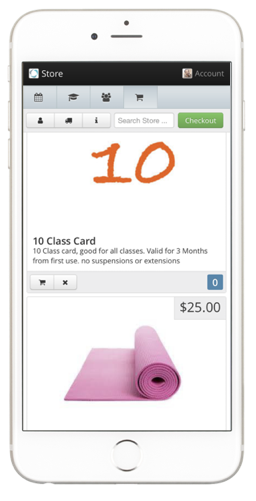 Store
Account
Search Store ...
Checkout
10
10 Class Card
10 Class card, good for all classes. Valid for 3 Months
from first use. no suspensions or extensions
0
$25.00